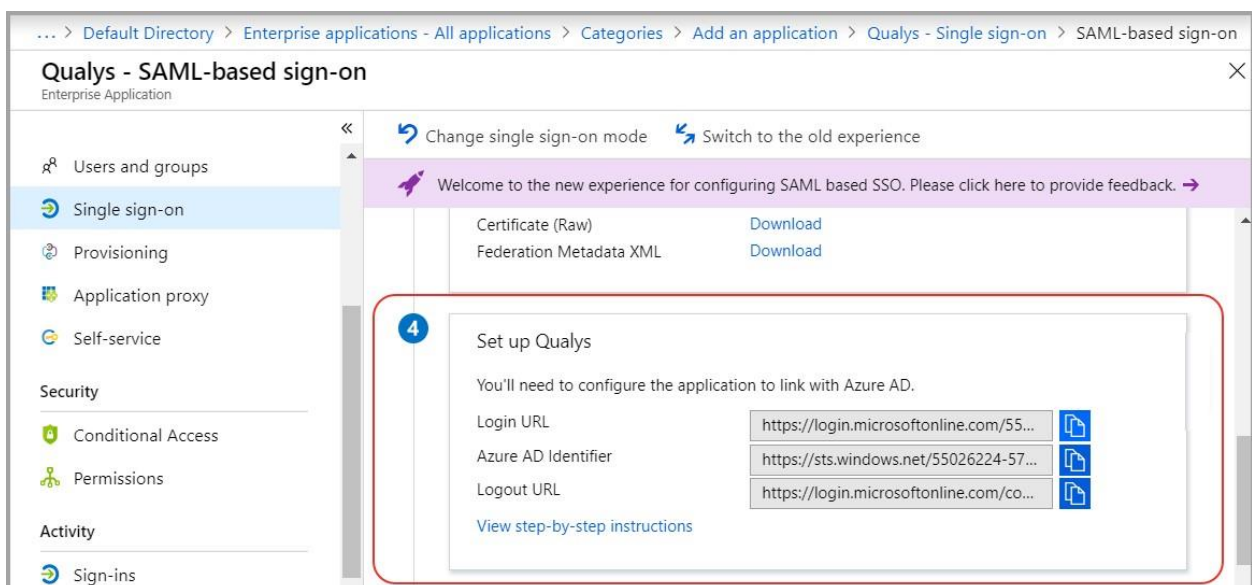 ... > Default Directory > Enterprise applications - All applications > Categories > Add an application > Qualys - Single sign-on > SAML-based sign-on
Qualys - SAML-based sign-on
Enterprise Application
«
Users and groups
Single sign-on
Provisioning
Application proxy
Self-service
Security
Conditional Access
Permissions
Activity
Sign-ins
Change single sign-on mode Switch to the old experience
Welcome to the new experience for configuring SAML based SSO. Please click here to provide feedback. →
Certificate (Raw) Download
Federation Metadata XML Download
4
Set up Qualys
You'll need to configure the application to link with Azure AD.
Login URL https://login.microsoftonline.com/55...
Azure AD Identifier https://sts.windows.net/55026224-57...
Logout URL https://login.microsoftonline.com/co...
View step-by-step instructions